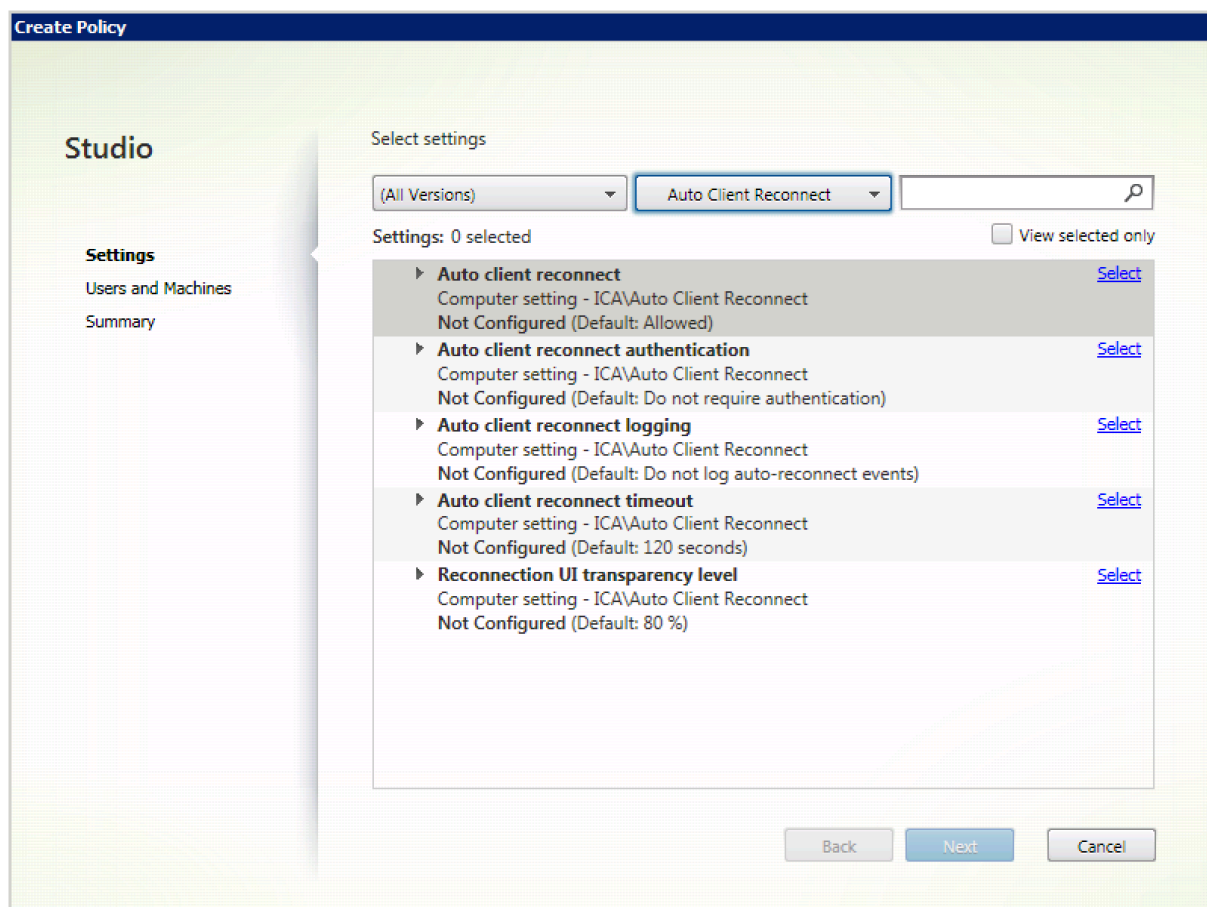 Create Policy
Studio
Settings
Users and Machines
Summary
Select settings
(All Versions)
Auto Client Reconnect
Settings: 0 selected
View selected only
Auto client reconnect Select
Computer setting - ICA\Auto Client Reconnect
Not Configured (Default: Allowed)
Auto client reconnect authentication Select
Computer setting - ICA\Auto Client Reconnect
Not Configured (Default: Do not require authentication)
Auto client reconnect logging Select
Computer setting - ICA\Auto Client Reconnect
Not Configured (Default: Do not log auto-reconnect events)
Auto client reconnect timeout Select
Computer setting - ICA\Auto Client Reconnect
Not Configured (Default: 120 seconds)
Reconnection UI transparency level Select
Computer setting - ICA\Auto Client Reconnect
Not Configured (Default: 80 %)
Back Next Cancel